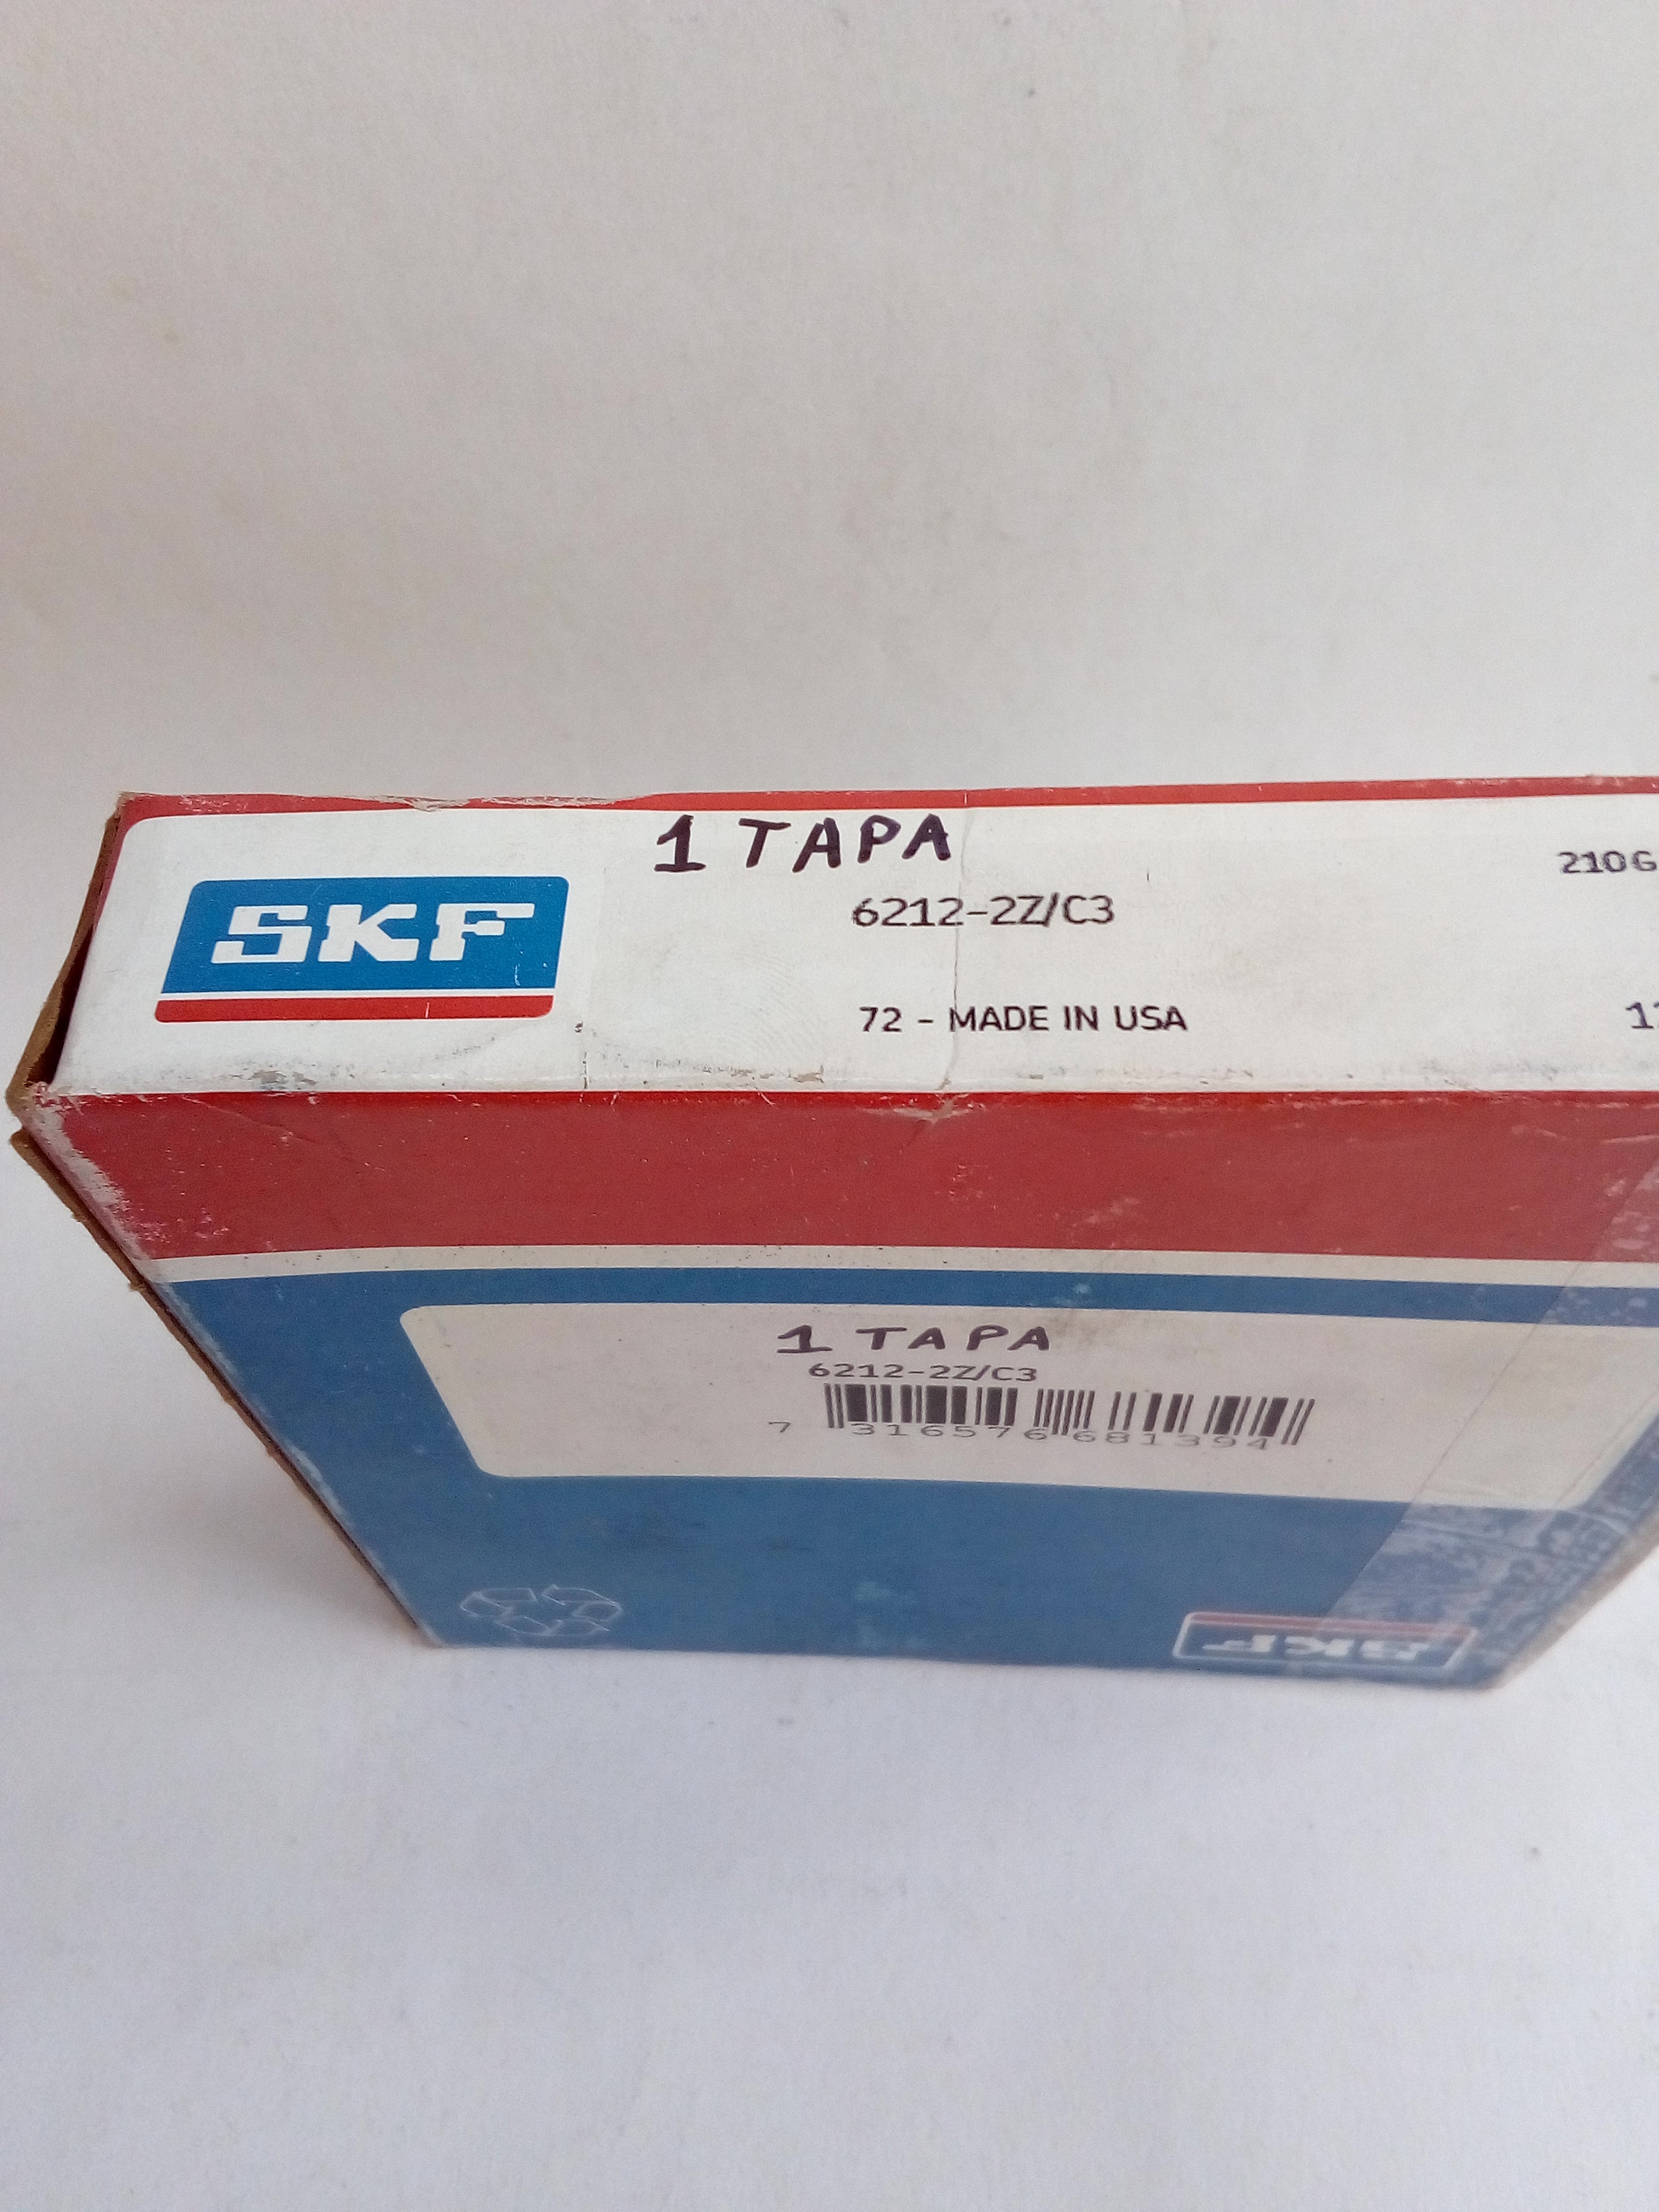 1 TAPA
SKF
6212-2Z/C3
210G
72 - MADE IN USA
1 TAPA
6212-2Z/C3
7 316576 681394
SKF